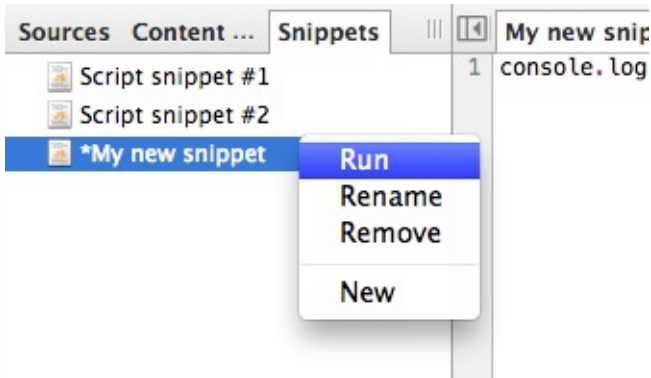 Sources Content ... Snippets My new snip
Script snippet #1
1 console.log
Script snippet #2
*My new snippet
Run
Rename
Remove
New